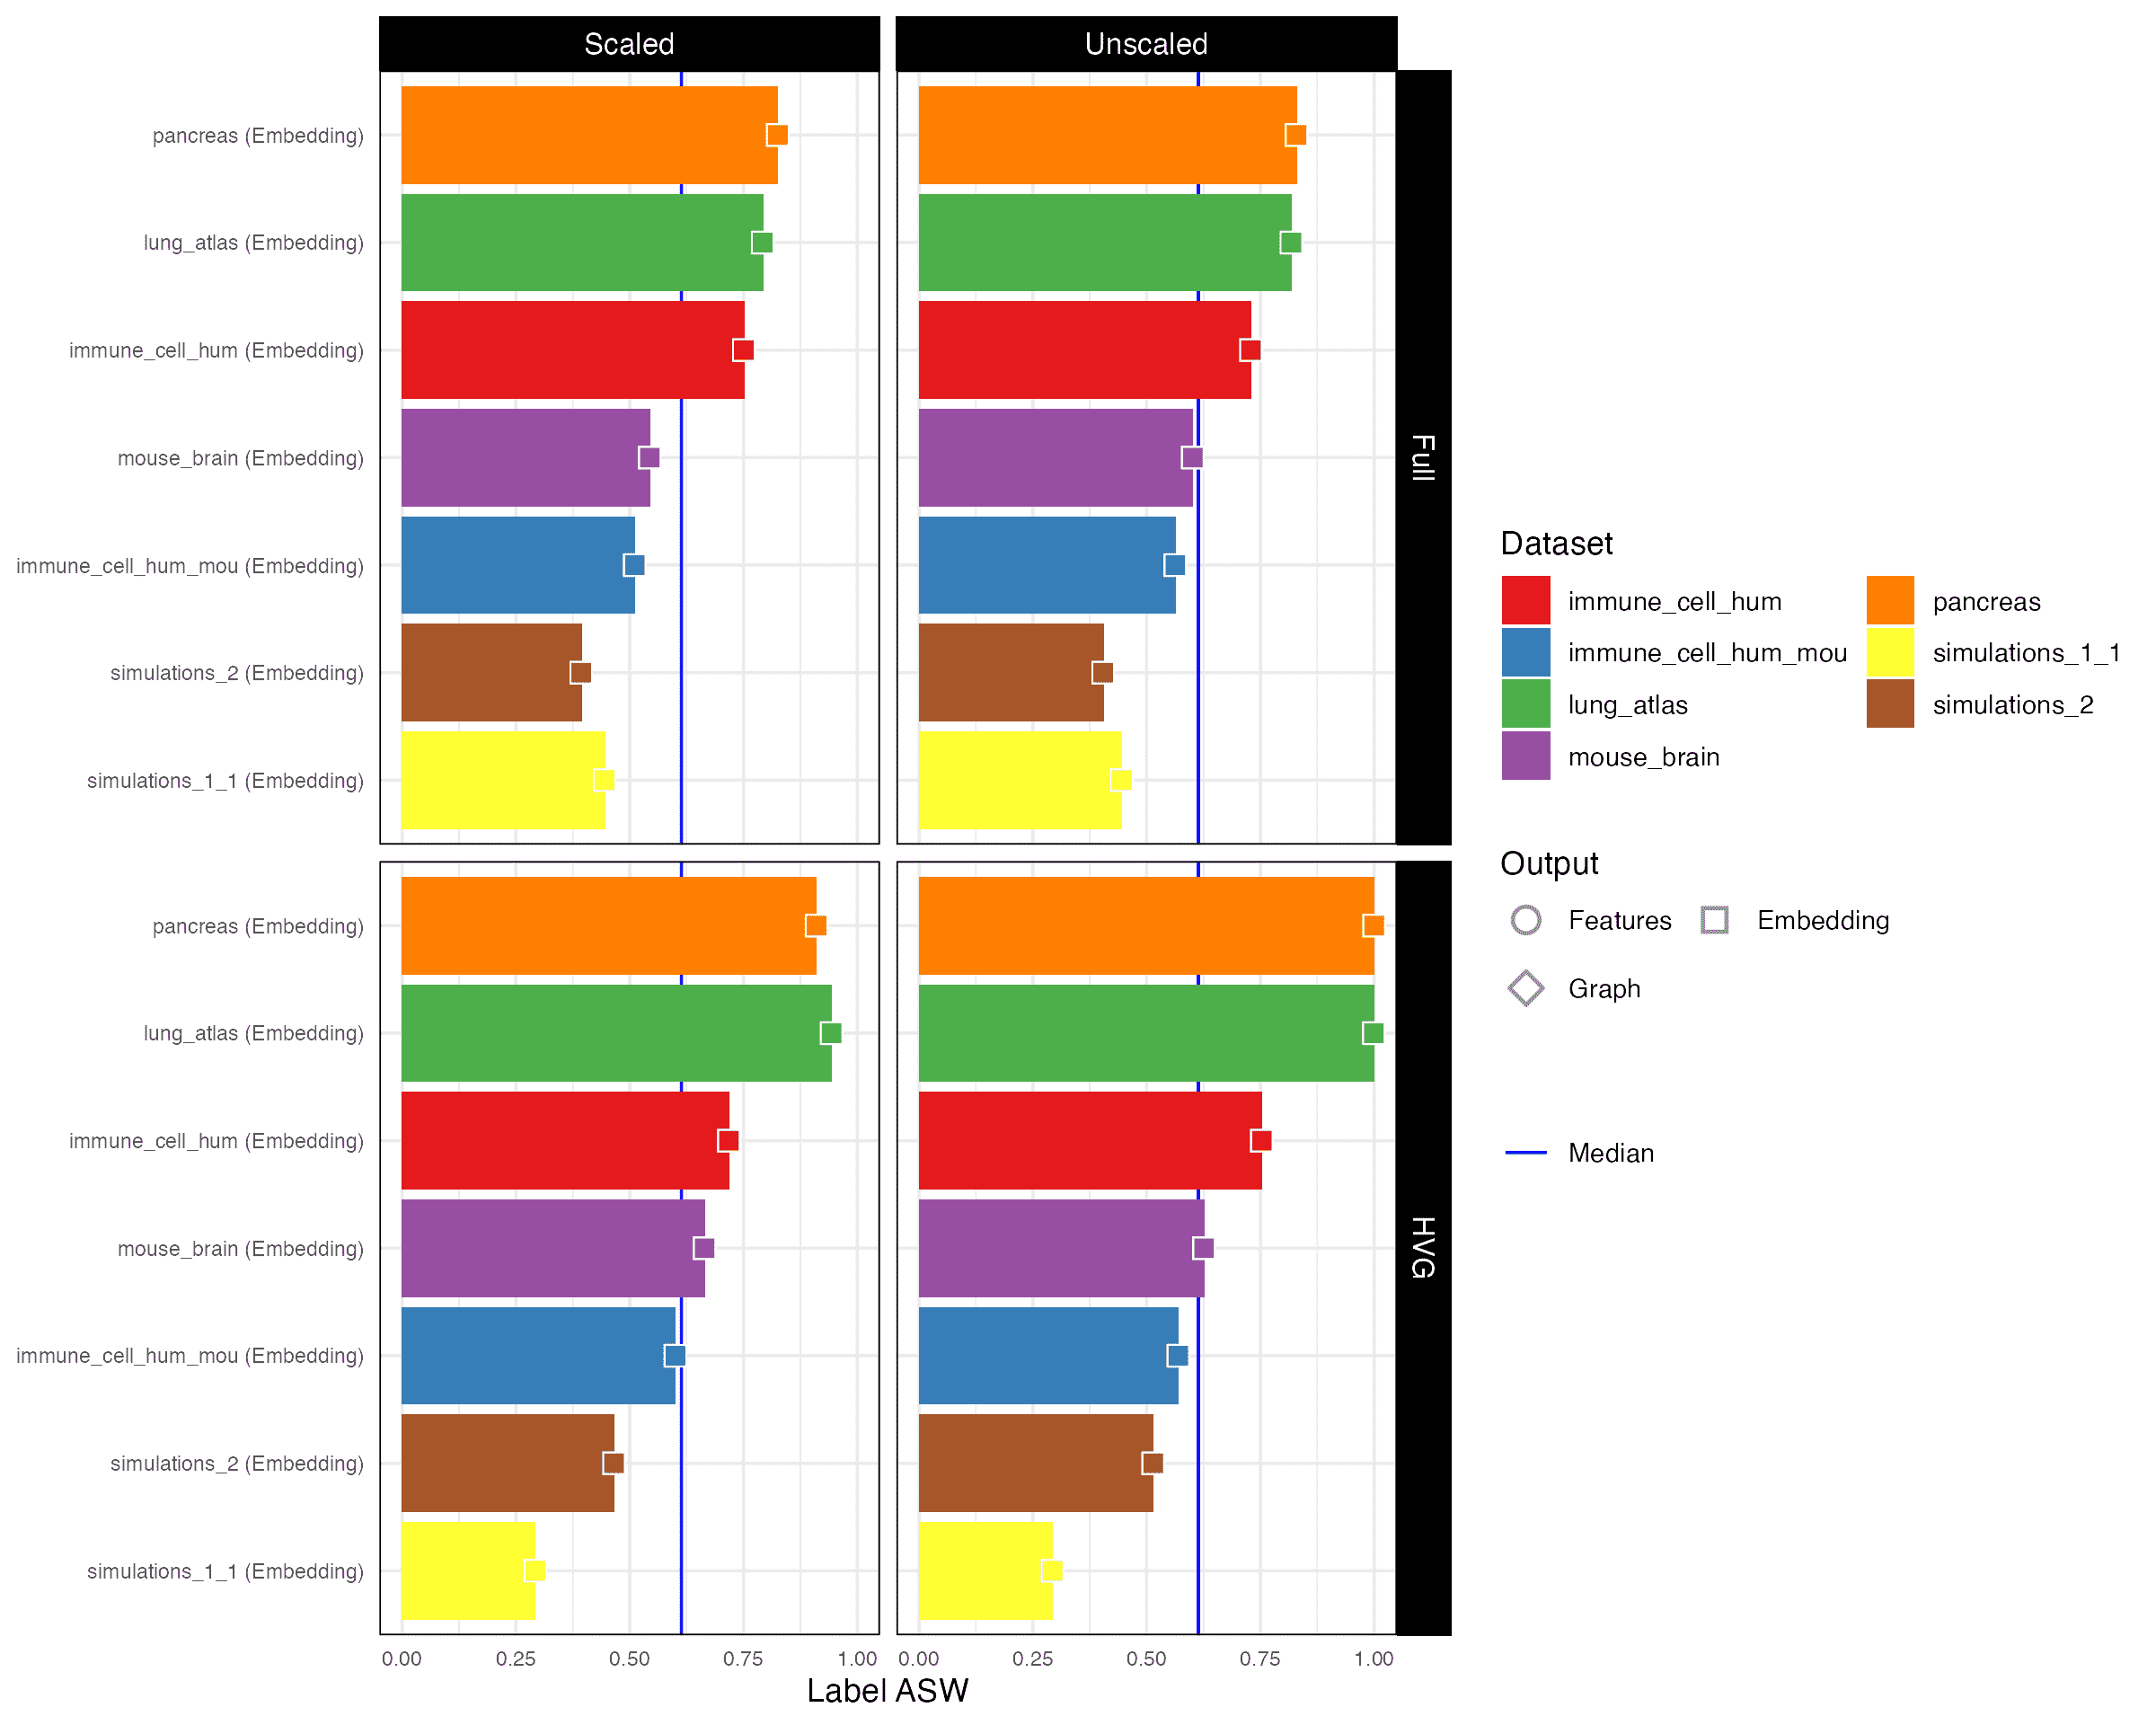 Scaled
Unscaled
pancreas (Embedding)
lung_atlas (Embedding)
immune_cell_hum (Embedding)
mouse_brain (Embedding)
immune_cell_hum_mou (Embedding)
simulations_2 (Embedding)
simulations_1_1 (Embedding)
Full
pancreas (Embedding)
lung_atlas (Embedding)
immune_cell_hum (Embedding)
mouse_brain (Embedding)
immune_cell_hum_mou (Embedding)
simulations_2 (Embedding)
simulations_1_1 (Embedding)
HVG
0.00 0.25 0.50 0.75 1.00 0.00 0.25 0.50 0.75 1.00
Label ASW
Dataset
immune_cell_hum pancreas
immune_cell_hum_mou simulations_1_1
lung_atlas simulations_2
mouse_brain
Output
Features Embedding
Graph
Median